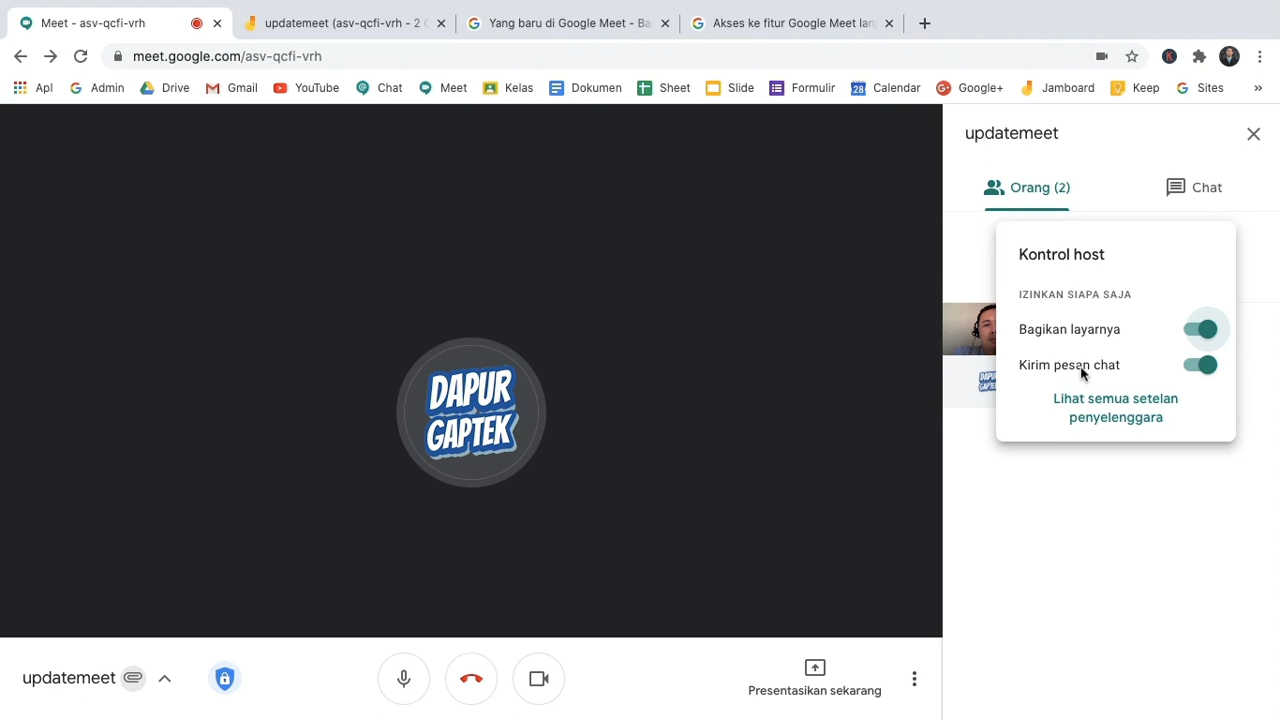 Meet - asv-qcfi-vrh
updatemeet (asv-qcfi-vrh - 2 O
Yang baru di Google Meet - Ba
Akses ke fitur Google Meet lan
meet.google.com/asv-qcfi-vrh
Apl Admin Drive Gmail YouTube Chat Meet Kelas Dokumen Sheet Slide Formulir 28 Calendar Google+ Jamboard Keep Sites »
updatemeet
Orang (2)
Chat
Kontrol host
IZINKAN SIAPA SAJA
Bagikan layarnya
Kirim pesan chat
Lihat semua setelan
penyelenggara
DAPUR
GAPTEK
DAPUR
GAPTEK
updatemeet
Presentasikan sekarang